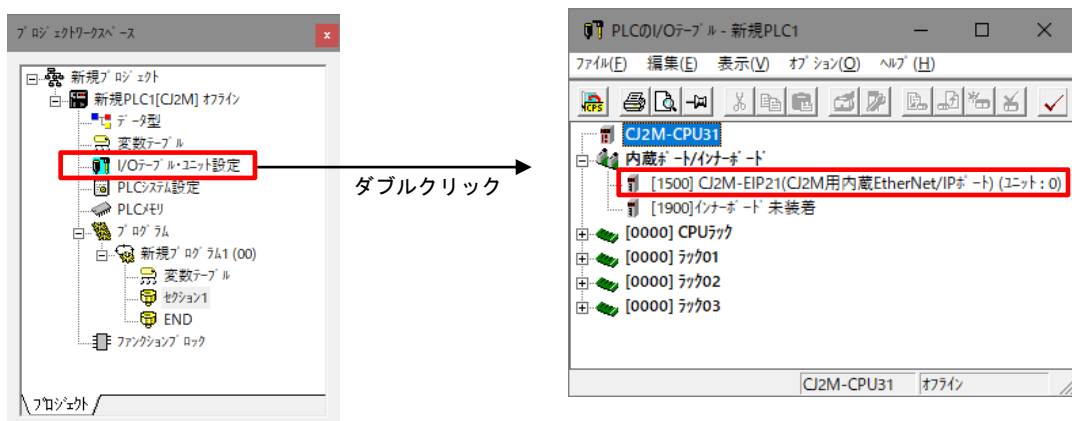 ﾌﾟﾛｼﾞｪｸﾄﾜｰｸｽﾍﾟｰｽ
x
新規ﾌﾟﾛｼﾞｪｸﾄ
新規PLC1[CJ2M] ｵﾌﾗｲﾝ
ﾃﾞｰﾀ型
変数ﾃｰﾌﾞﾙ
I/Oﾃｰﾌﾞﾙ・ﾕﾆｯﾄ設定
PLCｼｽﾃﾑ設定
PLCﾒﾓﾘ
ﾌﾟﾛｸﾞﾗﾑ
新規ﾌﾟﾛｸﾞﾗﾑ1 (00)
変数ﾃｰﾌﾞﾙ
ｾｸｼｮﾝ1
END
ﾌｧﾝｸｼｮﾝﾌﾞﾛｯｸ
ﾌﾟﾛｼﾞｪｸﾄ
ダブルクリック
PLCのI/Oﾃｰﾌﾞﾙ - 新規PLC1
ﾌｧｲﾙ(F) 編集(E) 表示(V) ｵﾌﾟｼｮﾝ(O) ﾍﾙﾌﾟ(H)
CPS
CJ2M-CPU31
内蔵ﾎﾟｰﾄ/ｲﾝﾅｰﾎﾞｰﾄﾞ
[1500] CJ2M-EIP21(CJ2M用内蔵EtherNet/IPﾎﾟｰﾄ) (ﾕﾆｯﾄ : 0)
[1900]ｲﾝﾅｰﾎﾞｰﾄﾞ 未装着
[0000] CPUﾗｯｸ
[0000] ﾗｯｸ01
[0000] ﾗｯｸ02
[0000] ﾗｯｸ03
CJ2M-CPU31 ｵﾌﾗｲﾝ